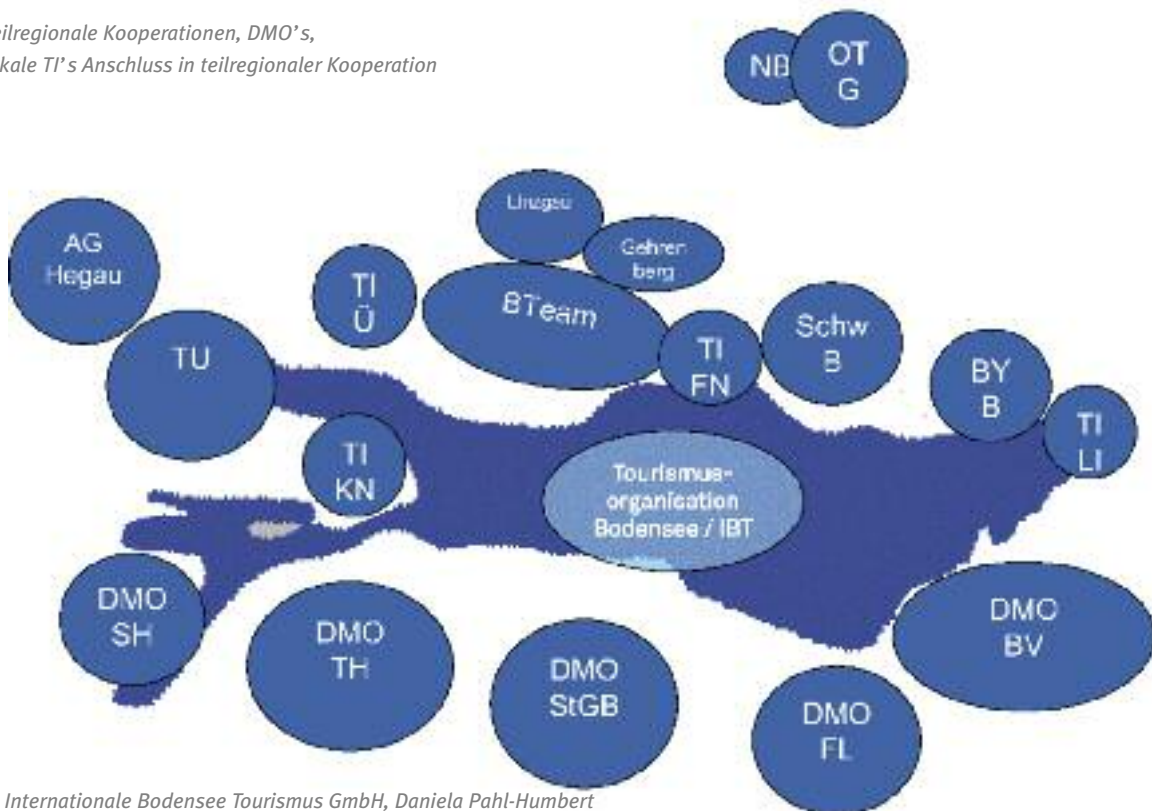 eilregionale Kooperationen, DMO's,
kale TI's Anschluss in teilregionaler Kooperation
NB
OT
G
Linzgau
Gehren
berg
AG
Hegau
TI
Ü
BTeam
Schw
B
TU
TI
FN
BY
B
TI
LI
TI
KN
Tourismus-
organisation
Bodensee / IBT
DMO
SH
DMO
TH
DMO
StGB
DMO
BV
DMO
FL
Internationale Bodensee Tourismus GmbH, Daniela Pahl-Humbert